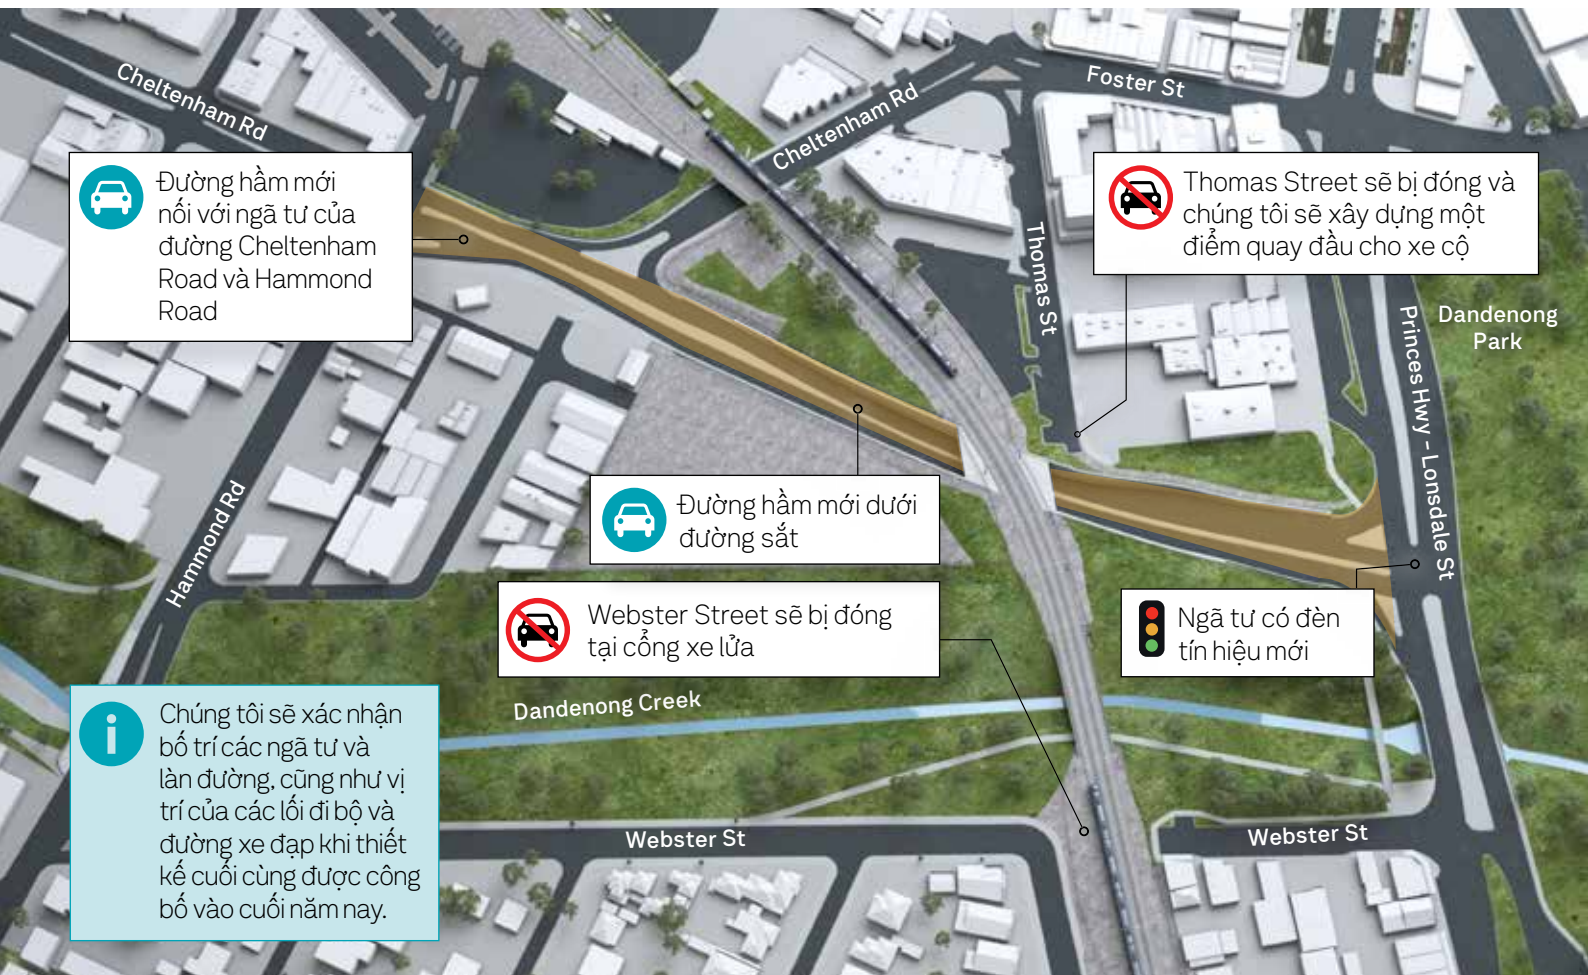 Cheltenham Rd
Foster St
Cheltenham Rd
Đường hầm mới
nối với ngã tư của
đường Cheltenham
Road và Hammond
Road
Thomas Street sẽ bị đóng và
chúng tôi sẽ xây dựng một
điểm quay đầu cho xe cộ
Thomas St
Princes Hwy - Lonsdale St
Dandenong
Park
Hammond Rd
Đường hầm mới dưới
đường sắt
Webster Street sẽ bị đóng
tại cổng xe lửa
Ngã tư có đèn
tín hiệu mới
Dandenong Creek
Chúng tôi sẽ xác nhận
bố trí các ngã tư và
làn đường, cũng như vị
trí của các lối đi bộ và
đường xe đạp khi thiết
kế cuối cùng được công
bố vào cuối năm nay.
Webster St
Webster St